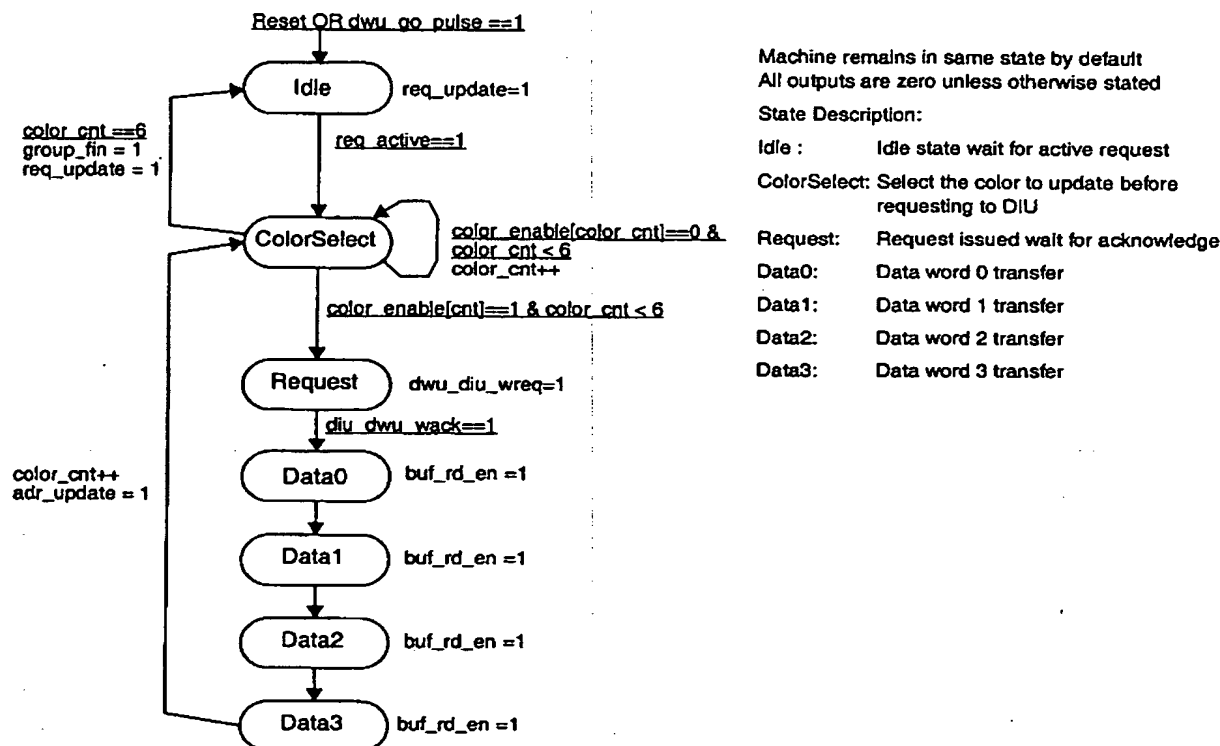 Reset OR dwu_go_pulse ==1
Idle
req_update=1
color_cnt ==6
group_fin = 1
req_update = 1
req_active==1
ColorSelect
color_enable[color_cnt]==0 &
color_cnt < 6
color_cnt++
color_enable[cnt]==1 & color_cnt < 6
Request
dwu_diu_wreq=1
diu_dwu_wack==1
Data0
buf_rd_en =1
color_cnt++
adr_update = 1
Data1
buf_rd_en =1
Data2
buf_rd_en =1
Data3
buf_rd_en =1
Machine remains in same state by default
All outputs are zero unless otherwise stated
State Description:
Idle : Idle state wait for active request
ColorSelect: Select the color to update before
requesting to DIU
Request: Request issued wait for acknowledge
Data0: Data word 0 transfer
Data1: Data word 1 transfer
Data2: Data word 2 transfer
Data3: Data word 3 transfer